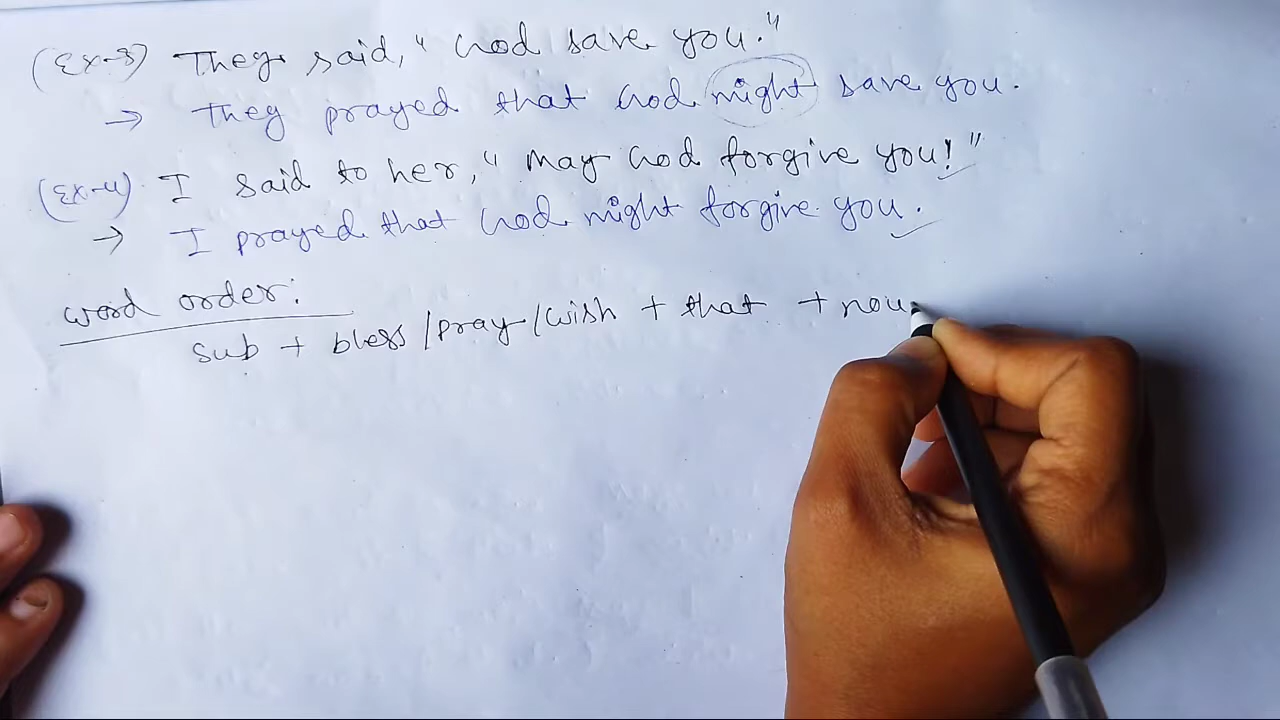 (Ex-3) They said, "God save you."
→ They prayed that God might save you.
(Ex-4) I said to her, "May God forgive you!"
→ I prayed that God might forgive you.
word order:
sub + bless/pray/wish + that + nou